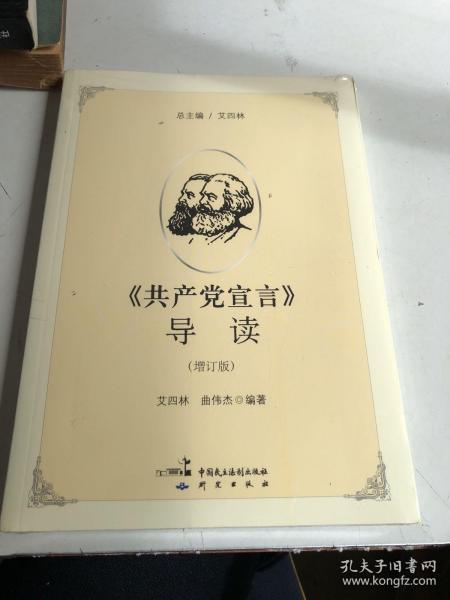 总主编 / 艾四林
《共产党宣言》
导 读
(增订版)
艾四林 曲伟杰◎编著
中国民主法制出版社
研究出版社
孔夫子旧书网
www.kongfz.com